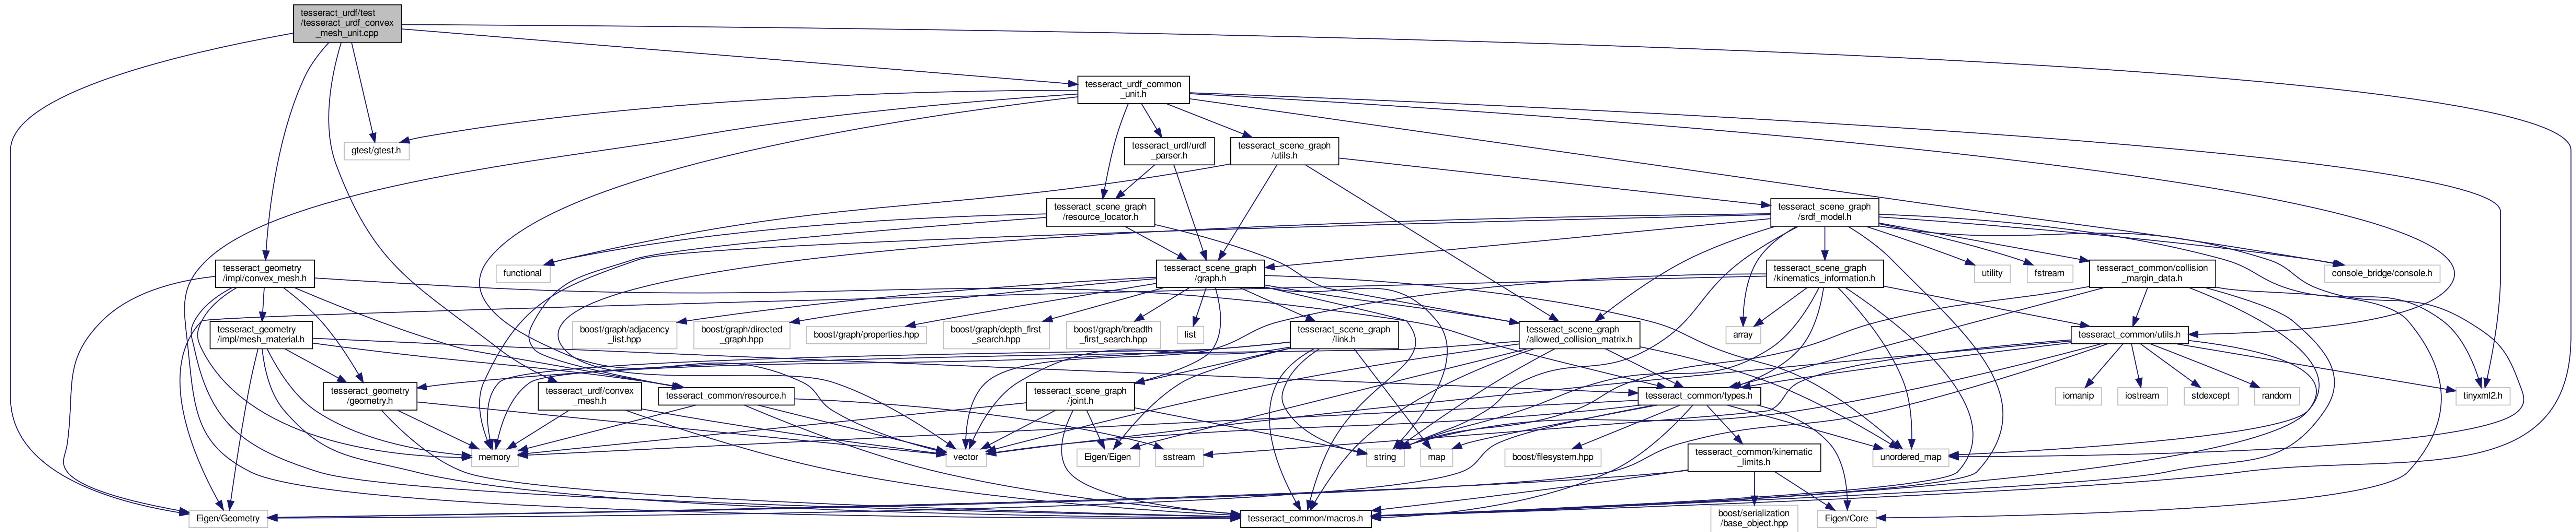 tesseract_urdf/test
/tesseract_urdf_convex
_mesh_unit.cpp
tesseract_urdf_common
_unit.h
gtest/gtest.h
tesseract_urdf/urdf
_parser.h
tesseract_scene_graph
/utils.h
tesseract_scene_graph
/resource_locator.h
tesseract_scene_graph
/srdf_model.h
functional
tesseract_geometry
/impl/convex_mesh.h
tesseract_scene_graph
/graph.h
tesseract_scene_graph
/kinematics_information.h
utility
fstream
tesseract_common/collision
_margin_data.h
console_bridge/console.h
tesseract_geometry
/impl/mesh_material.h
boost/graph/adjacency
_list.hpp
boost/graph/directed
_graph.hpp
boost/graph/properties.hpp
boost/graph/depth_first
_search.hpp
boost/graph/breadth
_first_search.hpp
list
tesseract_scene_graph
/link.h
tesseract_scene_graph
/allowed_collision_matrix.h
array
tesseract_common/utils.h
tesseract_geometry
/geometry.h
tesseract_urdf/convex
_mesh.h
tesseract_common/resource.h
tesseract_scene_graph
/joint.h
tesseract_common/types.h
iomanip
iostream
stdexcept
random
tinyxml2.h
memory
vector
Eigen/Eigen
sstream
string
map
boost/filesystem.hpp
tesseract_common/kinematic
_limits.h
unordered_map
Eigen/Geometry
tesseract_common/macros.h
boost/serialization
/base_object.hpp
Eigen/Core